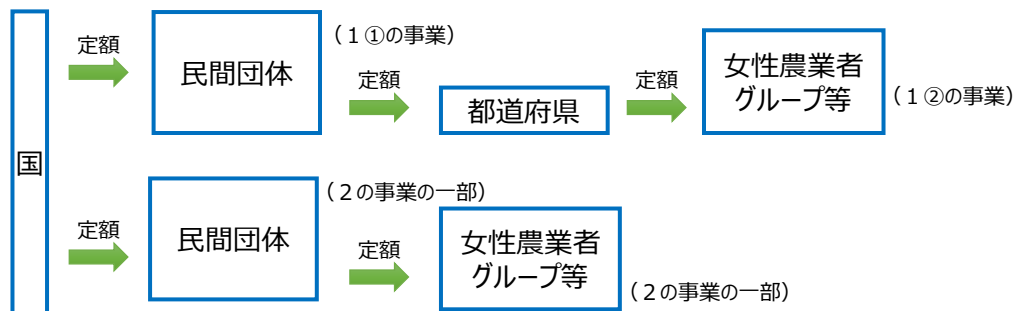 国
定額
民間団体
(1①の事業)
定額
都道府県
定額
女性農業者
グループ等
(1②の事業)
定額
民間団体
(2の事業の一部)
定額
女性農業者
グループ等
(2の事業の一部)